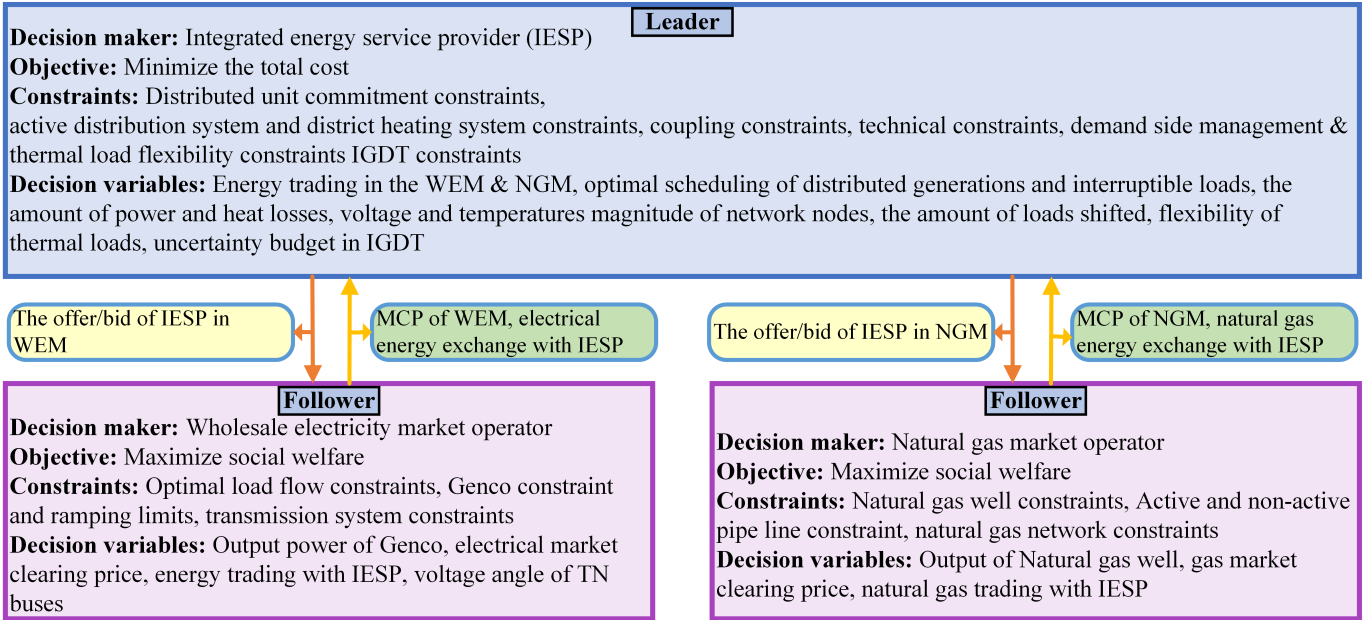 Leader
Decision maker: Integrated energy service provider (IESP)
Objective: Minimize the total cost
Constraints: Distributed unit commitment constraints,
active distribution system and district heating system constraints, coupling constraints, technical constraints, demand side management &
thermal load flexibility constraints IGDT constraints
Decision variables: Energy trading in the WEM & NGM, optimal scheduling of distributed generations and interruptible loads, the
amount of power and heat losses, voltage and temperatures magnitude of network nodes, the amount of loads shifted, flexibility of
thermal loads, uncertainty budget in IGDT
The offer/bid of IESP in
WEM
MCP of WEM, electrical
energy exchange with IESP
The offer/bid of IESP in NGM
MCP of NGM, natural gas
energy exchange with IESP
Follower
Decision maker: Wholesale electricity market operator
Objective: Maximize social welfare
Constraints: Optimal load flow constraints, Genco constraint
and ramping limits, transmission system constraints
Decision variables: Output power of Genco, electrical market
clearing price, energy trading with IESP, voltage angle of TN
buses
Follower
Decision maker: Natural gas market operator
Objective: Maximize social welfare
Constraints: Natural gas well constraints, Active and non-active
pipe line constraint, natural gas network constraints
Decision variables: Output of Natural gas well, gas market
clearing price, natural gas trading with IESP